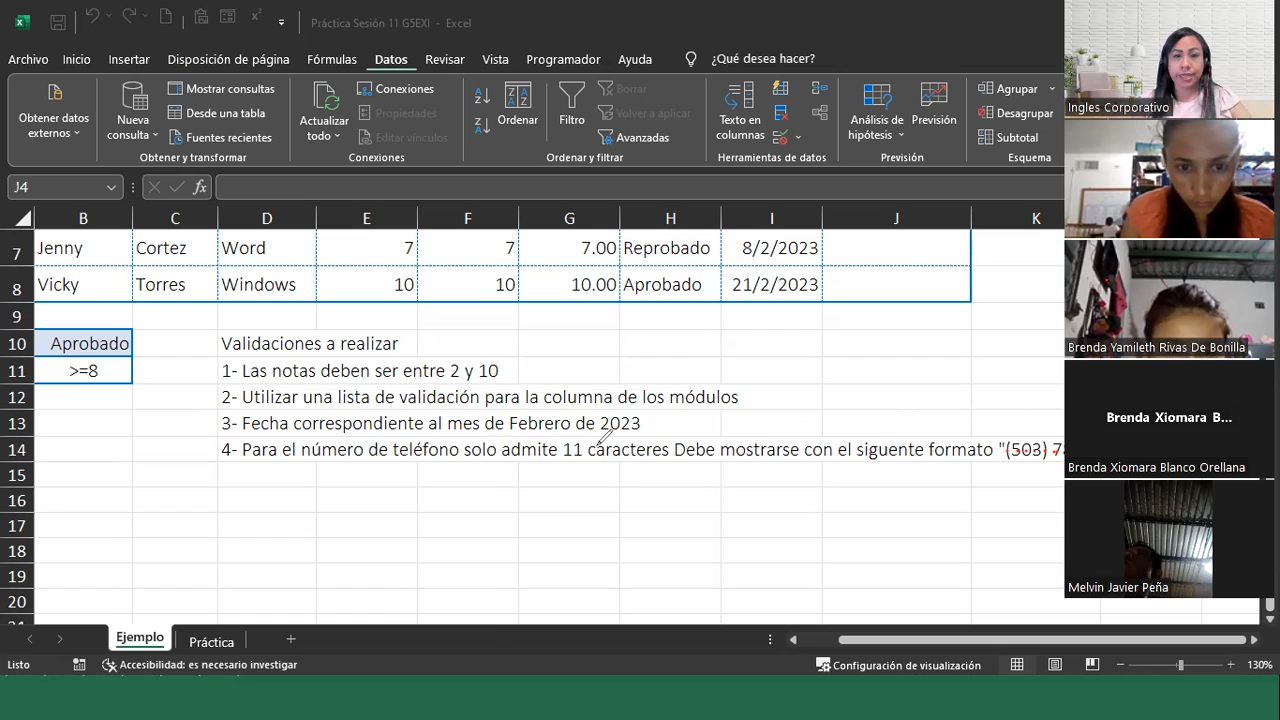 Práctica Sesión 11 G5EXI - Excel
Archivo Inicio Insertar Disposición de página Fórmulas Datos Revisar Programador Ayuda ¿Qué desea hacer?
Obtener datos externos
Nueva consulta
Mostrar consultas
Desde una tabla
Fuentes recientes
Obtener y transformar
Actualizar todo
Conexiones
Propiedades
Editar vínculos
Conexiones
Ordenar
Filtro
Borrar
Volver a aplicar
Avanzadas
Ordenar y filtrar
Texto en columnas
Herramientas de datos
Análisis de hipótesis
Previsión
Previsión
Agrupar
Desagrupar
Subtotal
Esquema
J4 fx
B C D E F G H I J K
7 Jenny Cortez Word 7 7 7.00 Reprobado 8/2/2023
8 Vicky Torres Windows 10 10 10.00 Aprobado 21/2/2023
9
10 Aprobado Validaciones a realizar
11 >=8 1- Las notas deben ser entre 2 y 10
12 2- Utilizar una lista de validación para la columna de los módulos
13 3- Fecha correspondiente al mes de Febrero de 2023
14 4- Para el número de teléfono solo admite 11 caracteres Debe mostrarse con el siguente formato "(503)
15
16
17
18
19
20
Ejemplo Práctica
Listo Accesibilidad: es necesario investigar Configuración de visualización 130%
Ingles Corporativo
Brenda Yamileth Rivas De Bonilla
Brenda Xiomara B...
Brenda Xiomara Blanco Orellana
Melvin Javier Peña